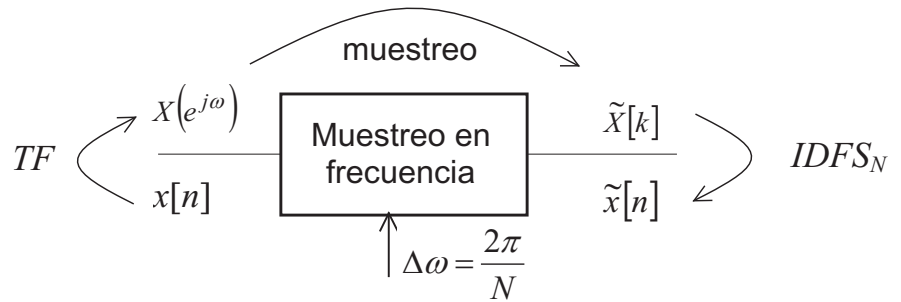 muestreo
X(e^{jω})
Muestreo en
frecuencia
X̃[k]
TF
IDFS_N
x[n]
x̃[n]
Δω = 2π/N